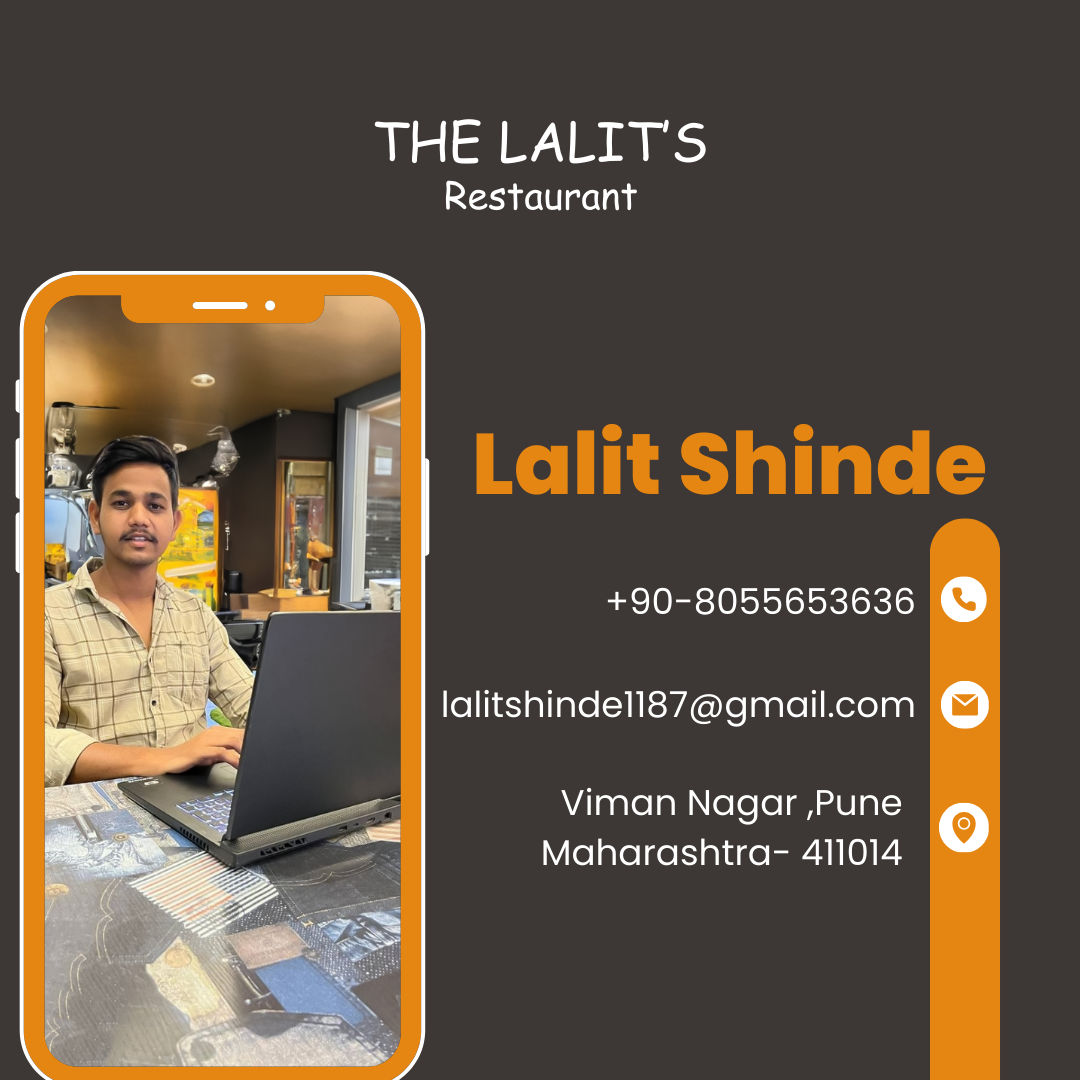 THE LALIT'S
Restaurant
Lalit Shinde
+90-8055653636
lalitshinde1187@gmail.com
Viman Nagar ,Pune
Maharashtra- 411014